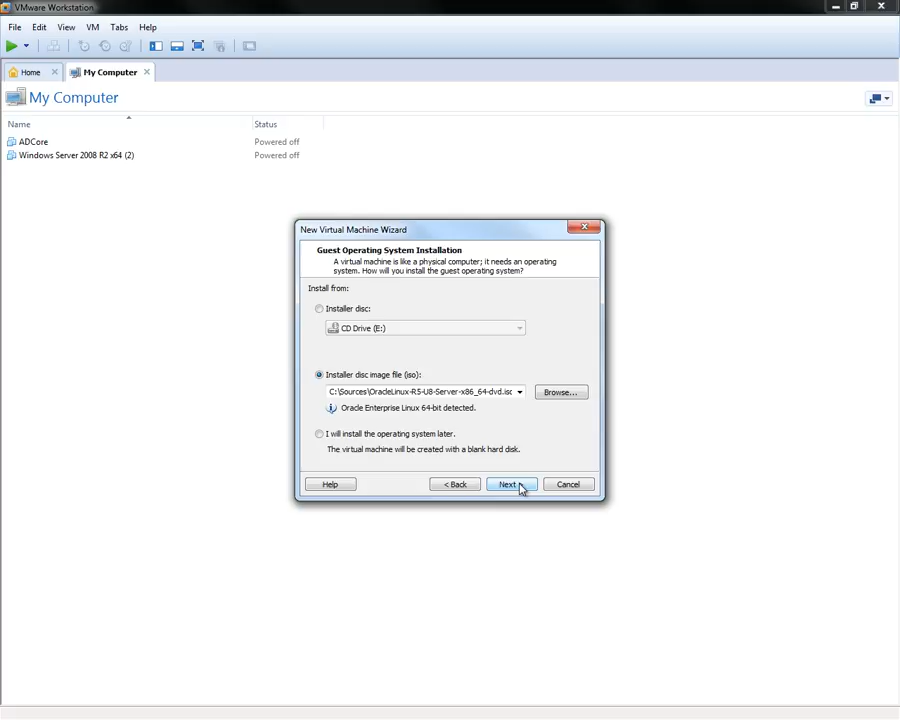 VMware Workstation
File Edit View VM Tabs Help
Home My Computer
My Computer
Name Status
ADCore Powered off
Windows Server 2008 R2 x64 (2) Powered off
New Virtual Machine Wizard
Guest Operating System Installation
A virtual machine is like a physical computer; it needs an operating
system. How will you install the guest operating system?
Install from:
Installer disc:
CD Drive (E:)
Installer disc image file (iso):
C:\Sources\OracleLinux-R5-U8-Server-x86_64-dvd.iso Browse...
Oracle Enterprise Linux 64-bit detected.
I will install the operating system later.
The virtual machine will be created with a blank hard disk.
Help < Back Next Cancel